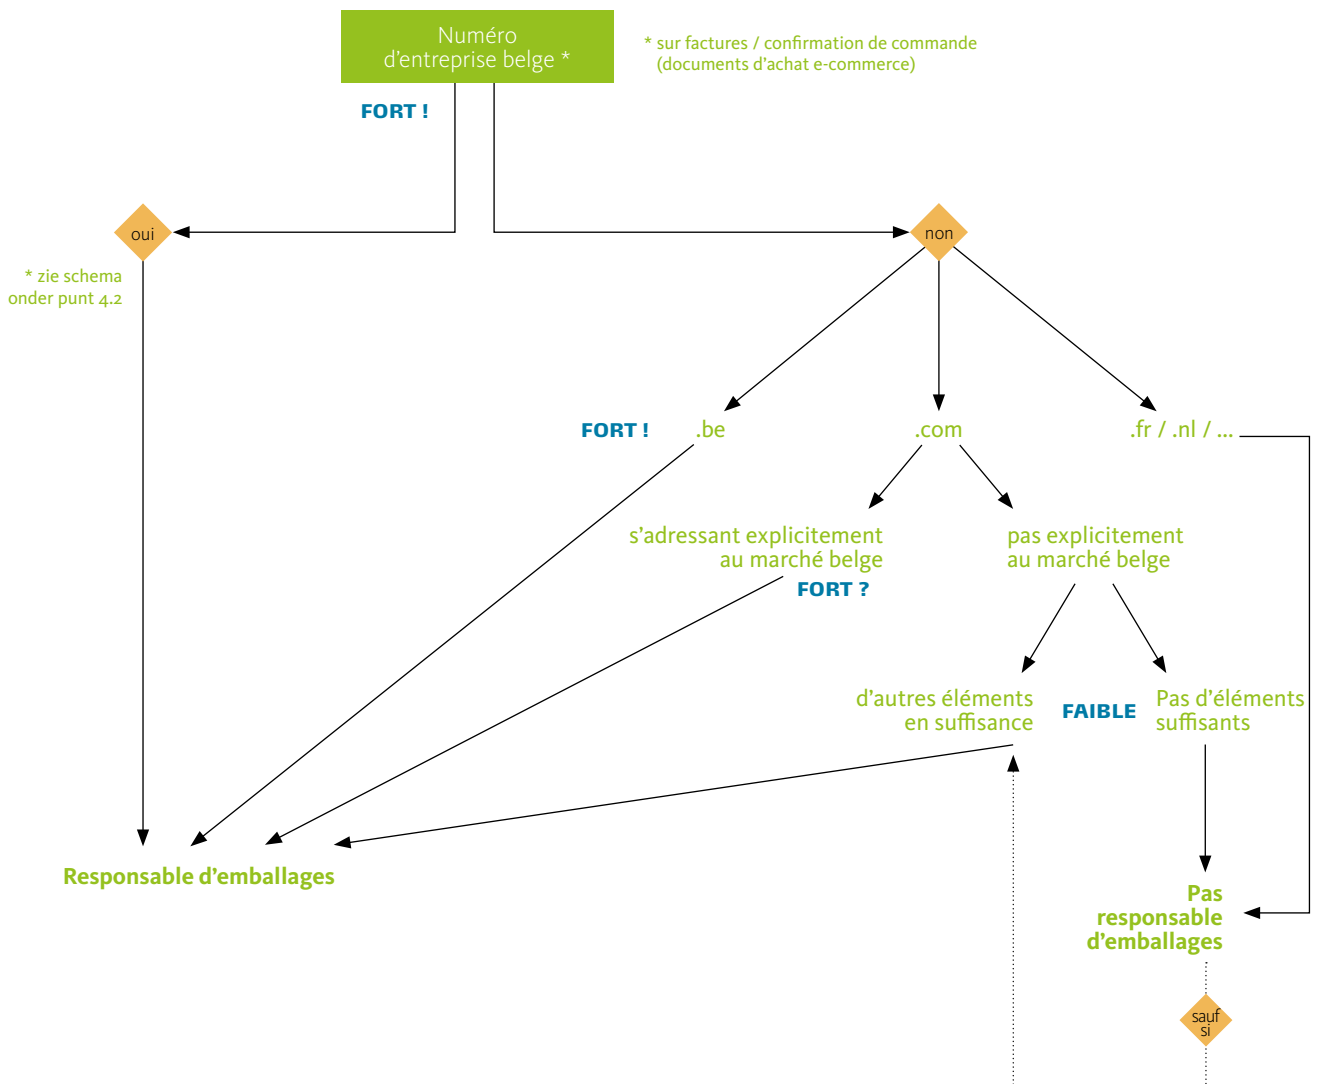 Numéro
d'entreprise belge *
* sur factures / confirmation de commande
(documents d'achat e-commerce)
FORT !
oui
non
* zie schema
onder punt 4.2
FORT !
.be
.com
.fr / .nl / ...
s'adressant explicitement
au marché belge
pas explicitement
au marché belge
FORT ?
d'autres éléments
en suffisance
FAIBLE
Pas d'éléments
suffisants
Responsable d'emballages
Pas
responsable
d'emballages
sauf
si